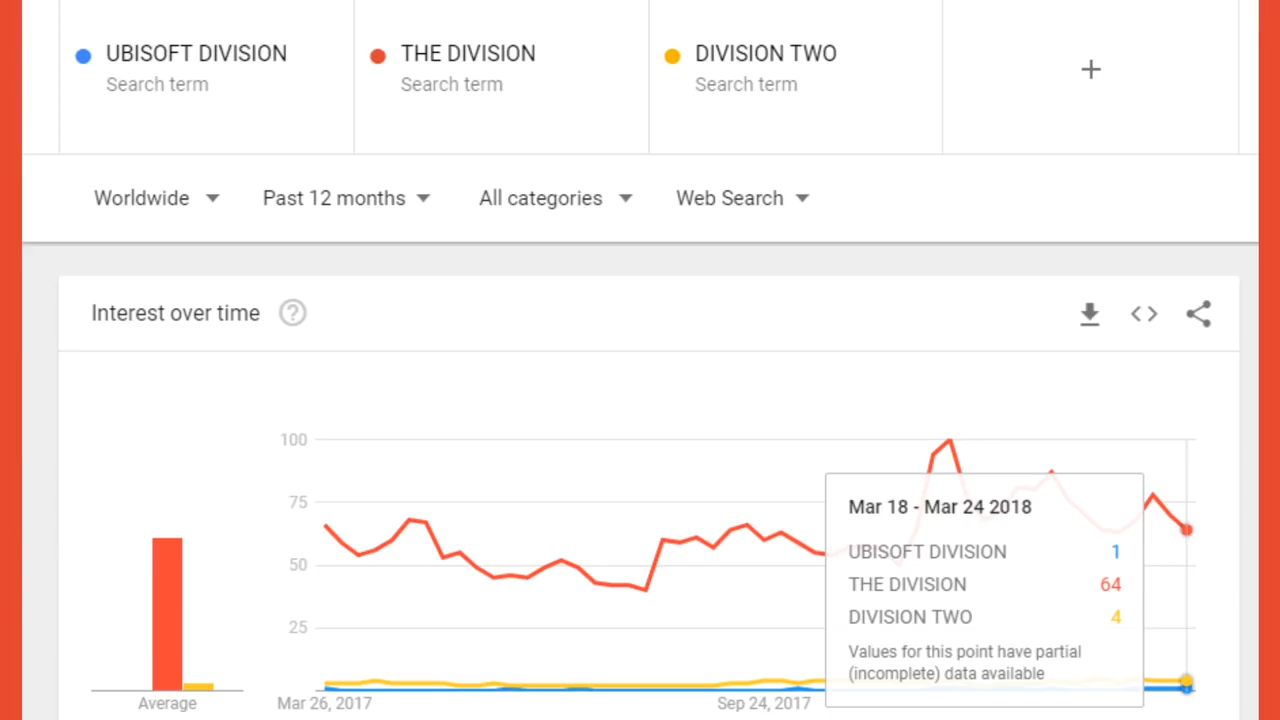 UBISOFT DIVISION
Search term
THE DIVISION
Search term
DIVISION TWO
Search term
+
Worldwide
Past 12 months
All categories
Web Search
Interest over time
?
100
75
50
25
Average
Mar 26, 2017
Sep 24, 2017
Mar 18 - Mar 24 2018
UBISOFT DIVISION 1
THE DIVISION 64
DIVISION TWO 4
Values for this point have partial
(incomplete) data available